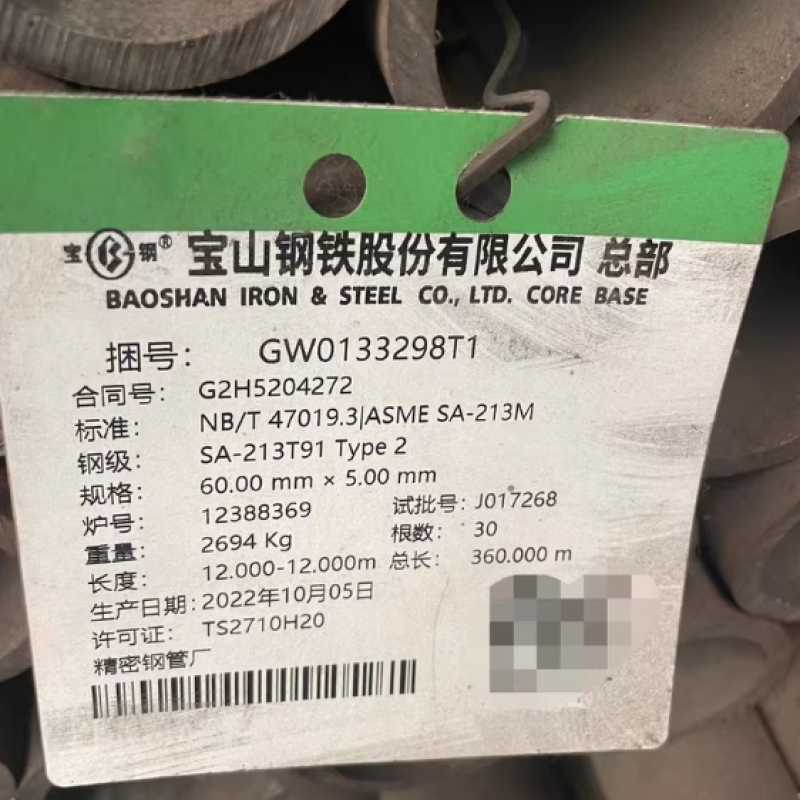 宝 钢® 宝山钢铁股份有限公司 总部
BAOSHAN IRON & STEEL CO., LTD. CORE BASE
捆号: GW0133298T1
合同号: G2H5204272
标准: NB/T 47019.3|ASME SA-213M
钢级: SA-213T91 Type 2
规格: 60.00 mm × 5.00 mm
炉号: 12388369 试批号: J017268
重量: 2694 Kg 根数: 30
长度: 12.000-12.000m 总长: 360.000 m
生产日期: 2022年10月05日
许可证: TS2710H20
精密钢管厂